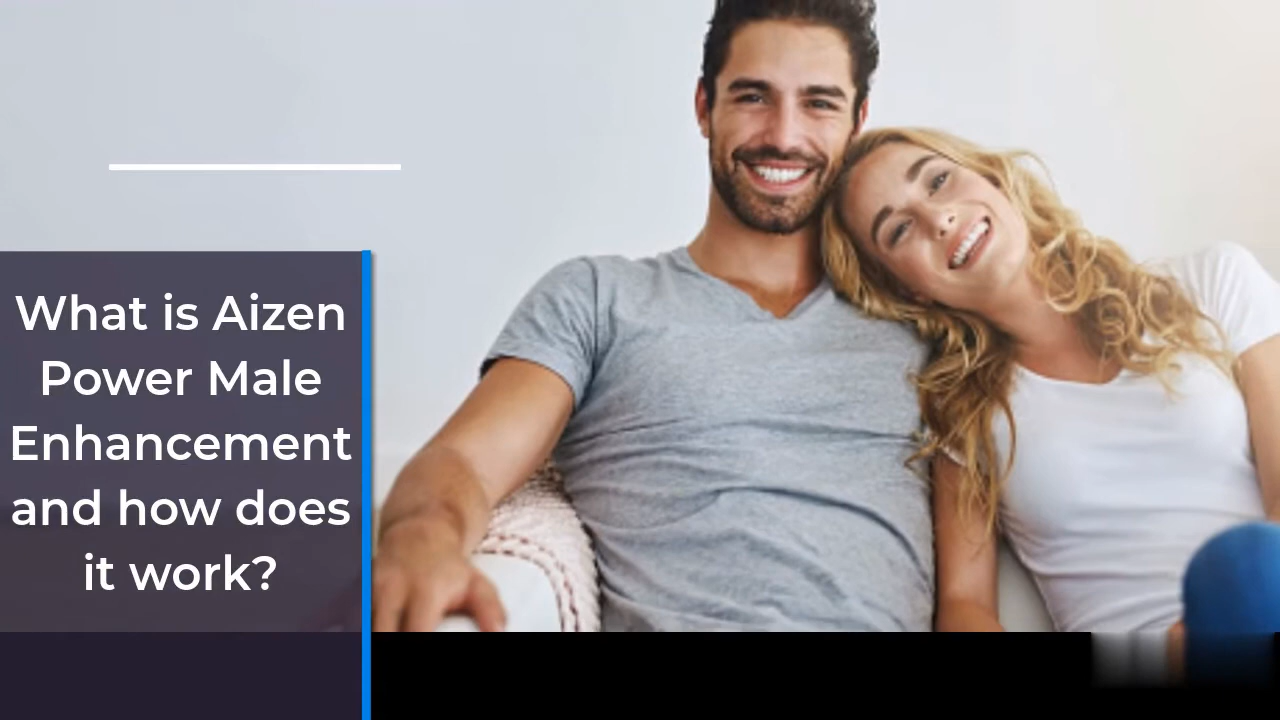 What is Aizen
Power Male
Enhancement
and how does
it work?